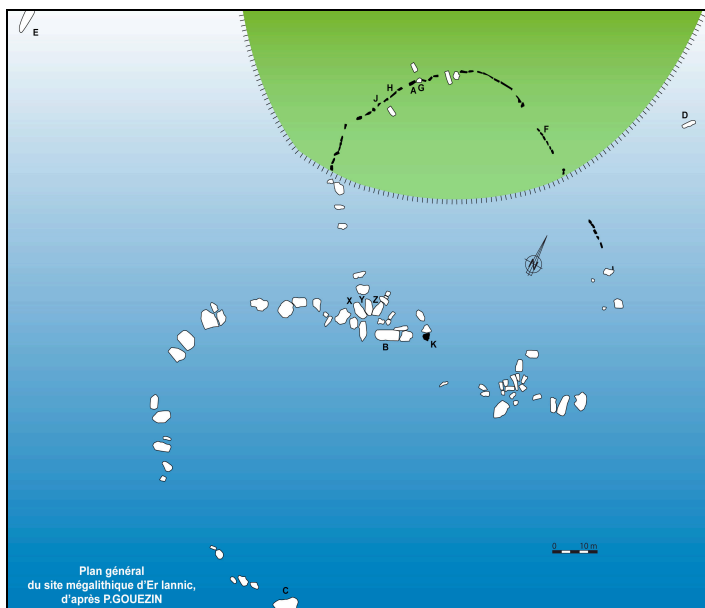 E
D
H
A G
J
F
N
X Y Z
B
K
0 10 m
C
Plan général
du site mégalithique d'Er lannic,
d'après P.GOUEZIN